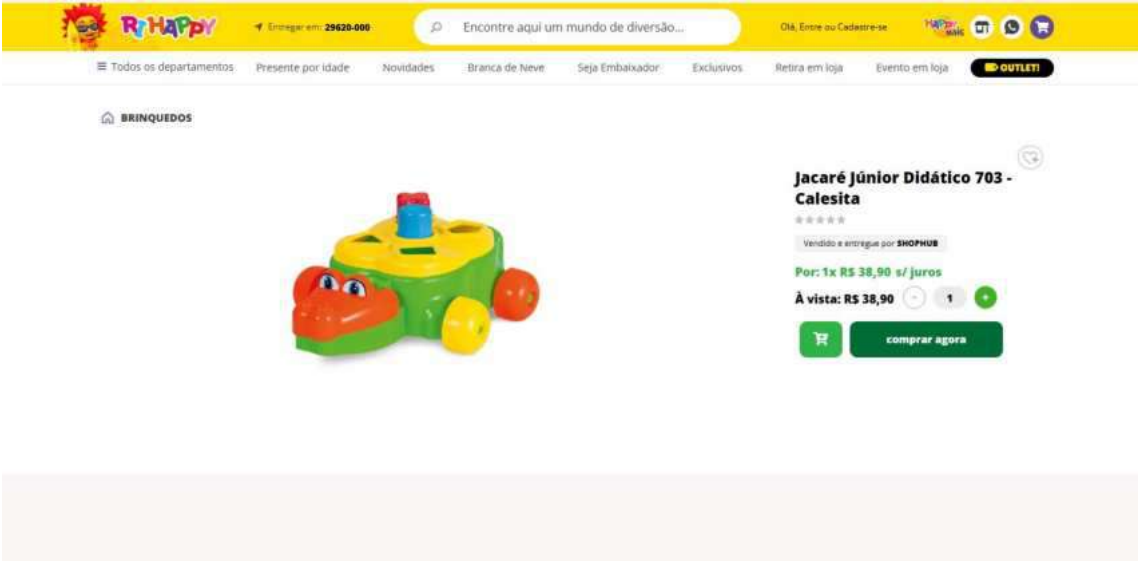 RI HAPPY
Entregar em: 29620-000
Encontre aqui um mundo de diversão...
Olá, Entre ou Cadastre-se
HAPPY mais
Todos os departamentos
Presente por Idade
Novidades
Branca de Neve
Seja Embaixador
Exclusivos
Retira em loja
Evento em loja
OUTLET!
BRINQUEDOS
Jacaré Júnior Didático 703 -
Calesita
Vendido e entregue por SHOPHUB
Por: 1x R$ 38,90 s/ juros
À vista: R$ 38,90 - 1 +
comprar agora